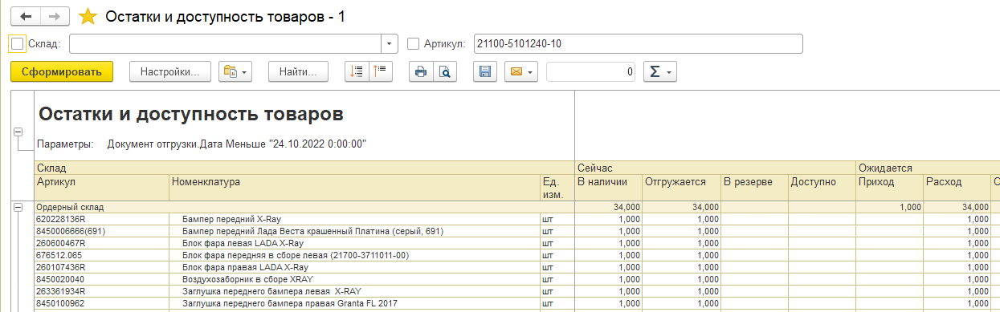 Остатки и доступность товаров - 1
Склад: Артикул: 21100-5101240-10
Сформировать Настройки... Найти... 0 Σ
Остатки и доступность товаров
Параметры: Документ отгрузки.Дата Меньше "24.10.2022 0:00:00"
Склад Сейчас Ожидается
Артикул Номенклатура Ед. изм. В наличии Отгружается В резерве Доступно Приход Расход
Ордерный склад 34,000 34,000 1,000 34,000
620228136R Бампер передний X-Ray шт 1,000 1,000 1,000
8450006666(691) Бампер передний Лада Веста крашенный Платина (серый, 691) шт 1,000 1,000 1,000
260600467R Блок фара левая LADA X-Ray шт 1,000 1,000 1,000
676512.065 Блок фара передняя в сборе левая (21700-3711011-00) шт 1,000 1,000 1,000
260107436R Блок фара правая LADA X-Ray шт 1,000 1,000 1,000
8450020040 Воздухозаборник в сборе XRAY шт 1,000 1,000 1,000
263361934R Заглушка переднего бампера левая X-RAY шт 1,000 1,000 1,000
8450100962 Заглушка переднего бампера правая Granta FL 2017 шт 1,000 1,000 1,000